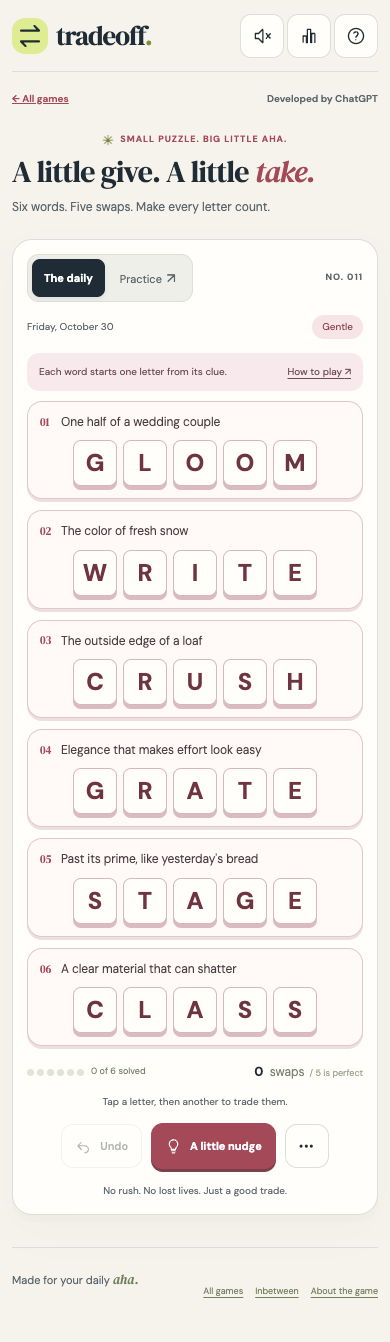 tradeoff.
← All games
Developed by ChatGPT
SMALL PUZZLE. BIG LITTLE AHA.
A little give. A little take.
Six words. Five swaps. Make every letter count.
The daily
Practice ↗
NO. 011
Friday, October 30
Gentle
Each word starts one letter from its clue.
How to play ↗
01 One half of a wedding couple
G L O O M
02 The color of fresh snow
W R I T E
03 The outside edge of a loaf
C R U S H
04 Elegance that makes effort look easy
G R A T E
05 Past its prime, like yesterday's bread
S T A G E
06 A clear material that can shatter
C L A S S
0 of 6 solved
0 swaps / 5 is perfect
Tap a letter, then another to trade them.
Undo
A little nudge
No rush. No lost lives. Just a good trade.
Made for your daily aha.
All games
Inbetween
About the game